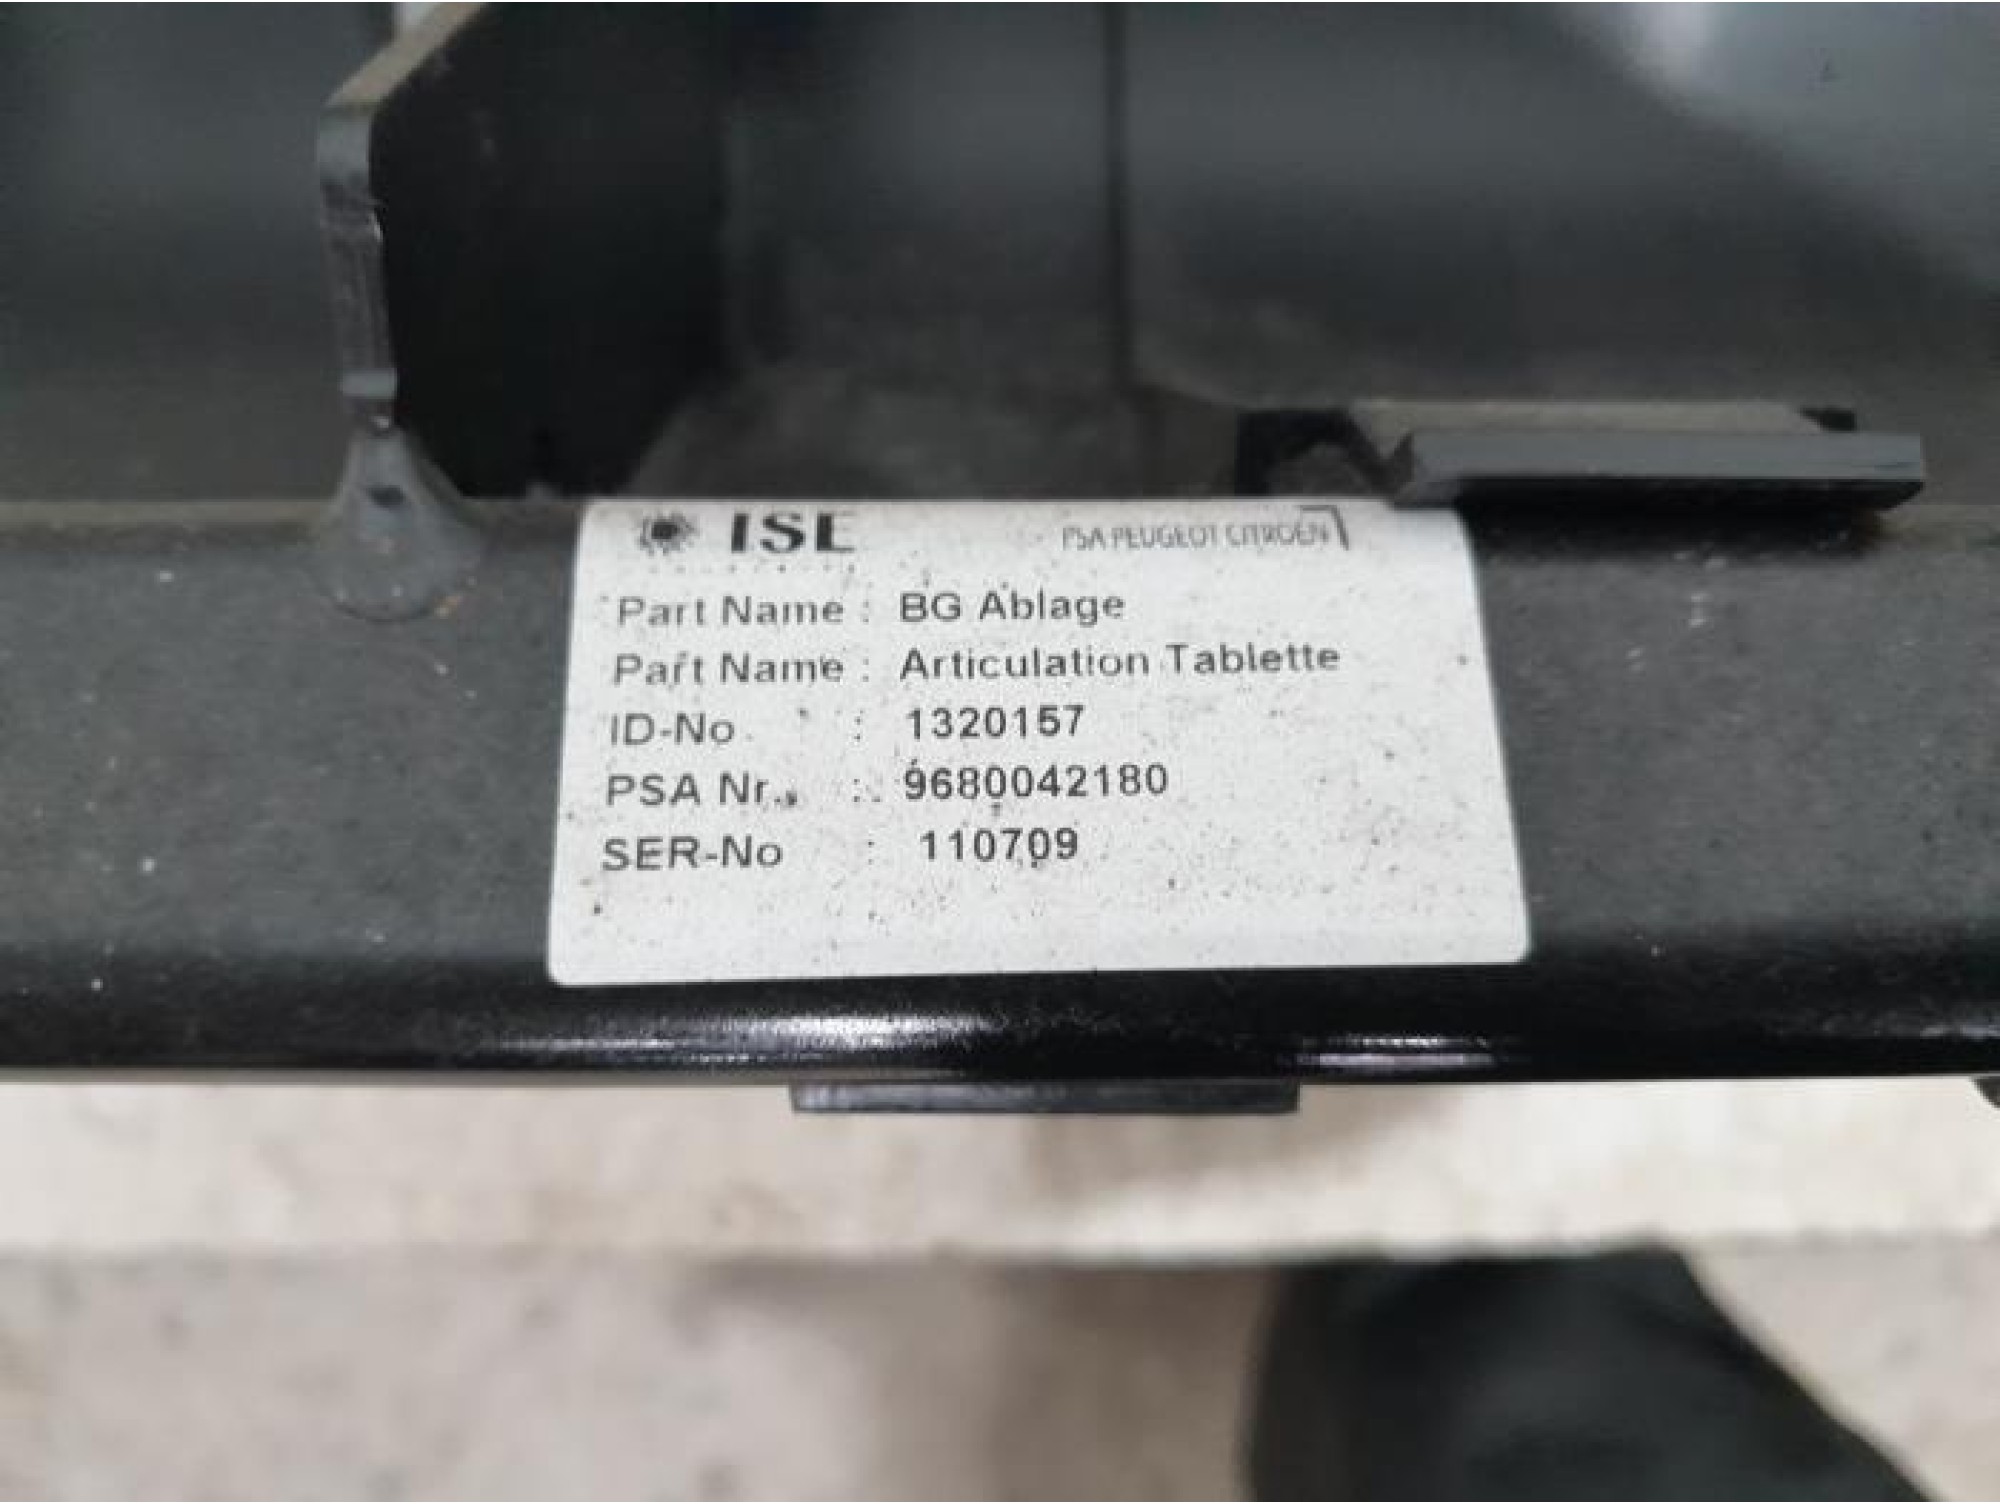 ISE
PSA PEUGEOT CITROËN
Part Name : BG Ablage
Part Name : Articulation Tablette
ID-No : 1320157
PSA Nr. : 9680042180
SER-No : 110709